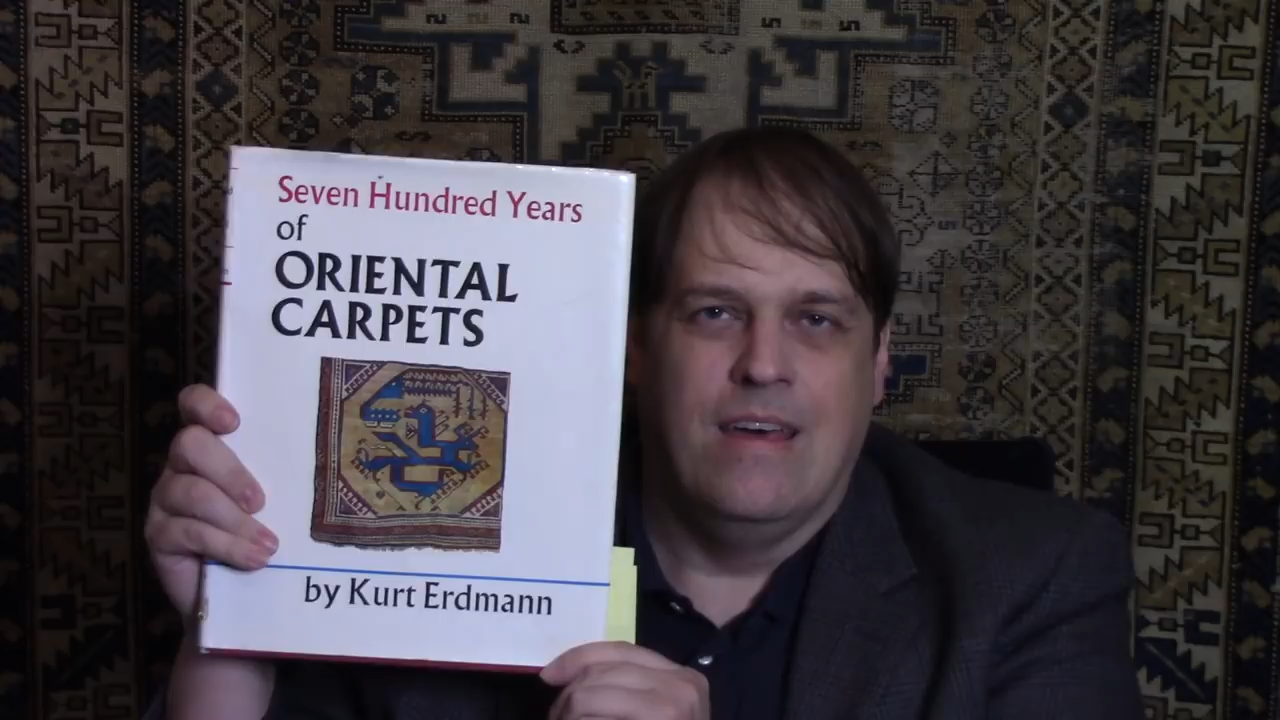 Seven Hundred Years
of
ORIENTAL
CARPETS
by Kurt Erdmann